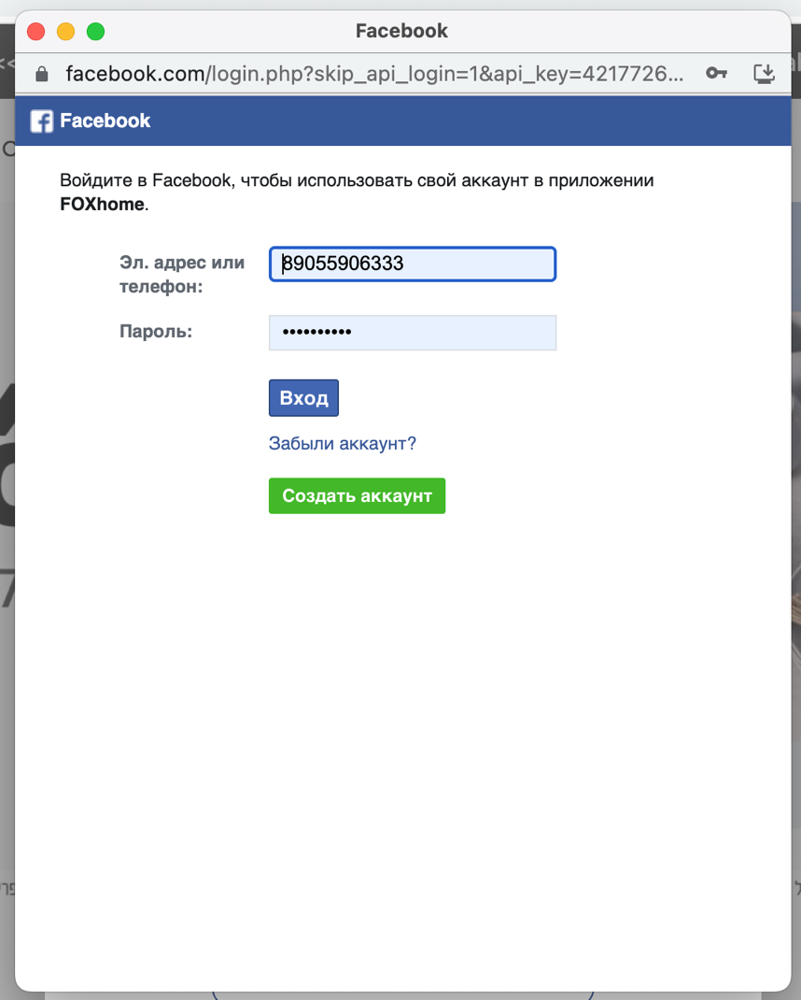 Facebook
facebook.com/login.php?skip_api_login=1&api_key=4217726...
Facebook
Войдите в Facebook, чтобы использовать свой аккаунт в приложении
FOXhome.
Эл. адрес или
телефон:
89055906333
Пароль:
••••••••••
Вход
Забыли аккаунт?
Создать аккаунт